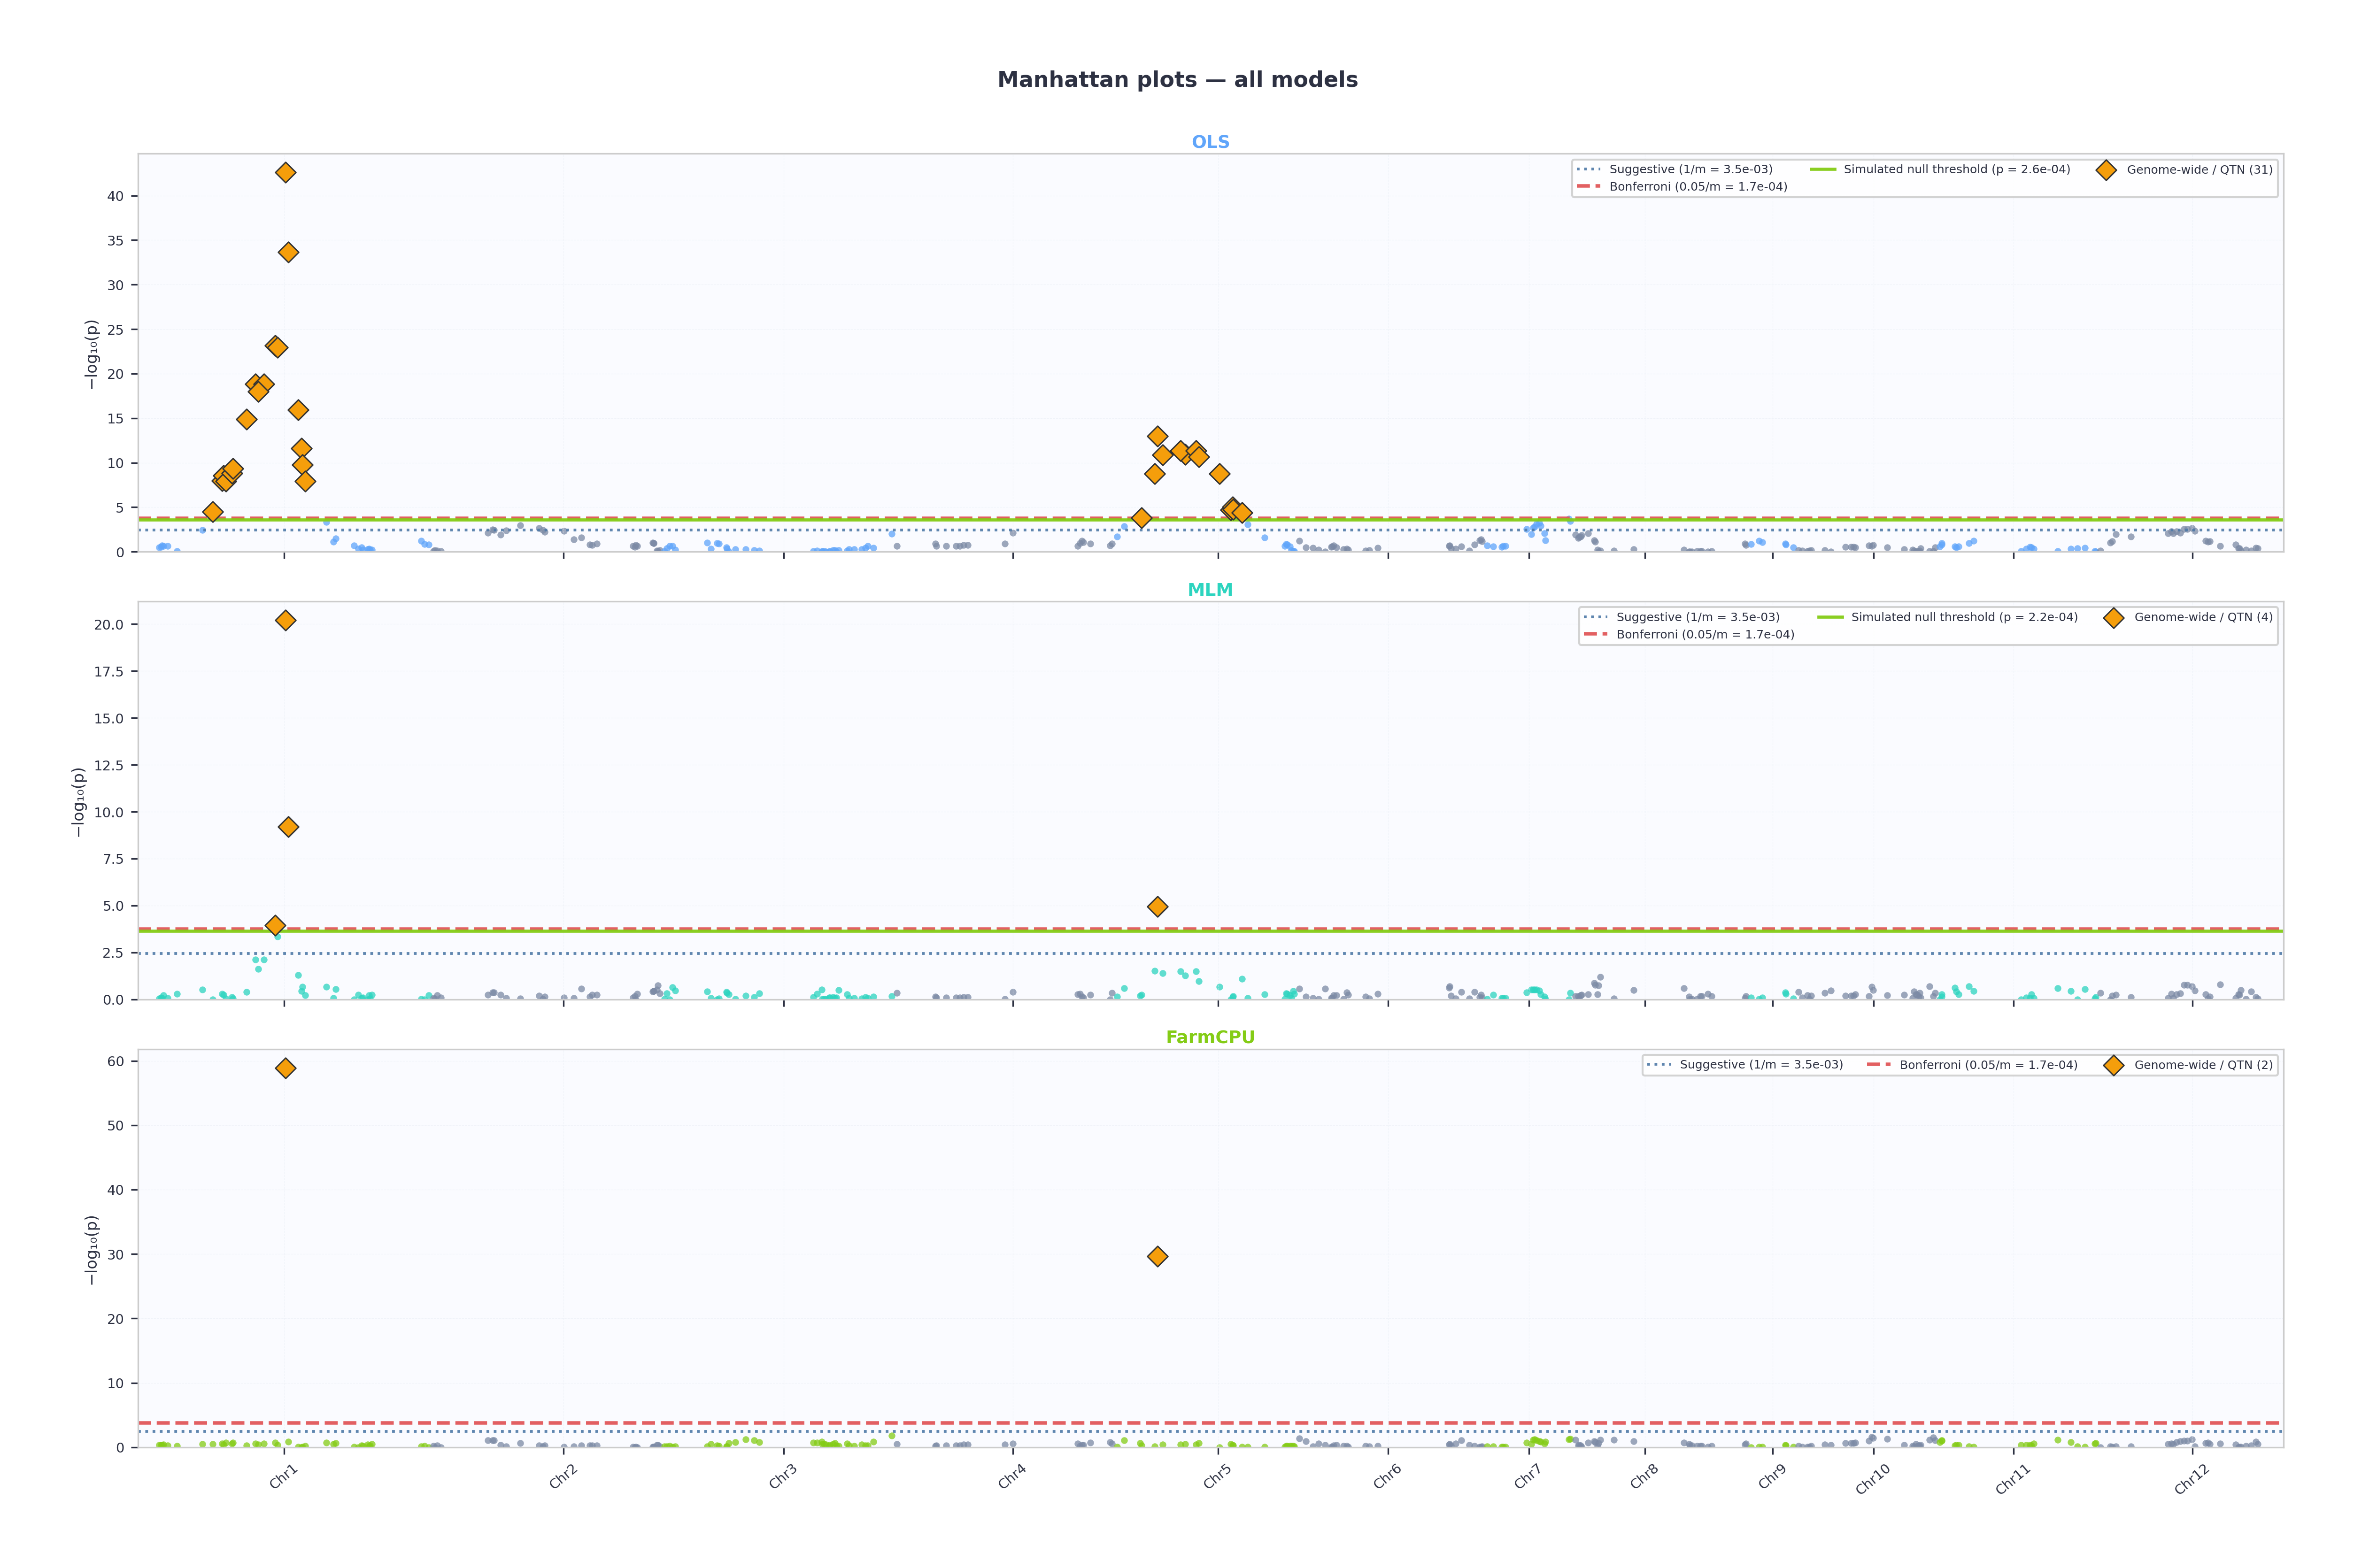 Manhattan plots — all models
OLS
Suggestive (1/m = 3.5e-03)
Bonferroni (0.05/m = 1.7e-04)
Simulated null threshold (p = 2.6e-04)
Genome-wide / QTN (31)
−log₁₀(p)
40
35
30
25
20
15
10
5
0
MLM
Suggestive (1/m = 3.5e-03)
Bonferroni (0.05/m = 1.7e-04)
Simulated null threshold (p = 2.2e-04)
Genome-wide / QTN (4)
−log₁₀(p)
20.0
17.5
15.0
12.5
10.0
7.5
5.0
2.5
0.0
FarmCPU
Suggestive (1/m = 3.5e-03)
Bonferroni (0.05/m = 1.7e-04)
Genome-wide / QTN (2)
−log₁₀(p)
60
50
40
30
20
10
0
Chr1
Chr2
Chr3
Chr4
Chr5
Chr6
Chr7
Chr8
Chr9
Chr10
Chr11
Chr12